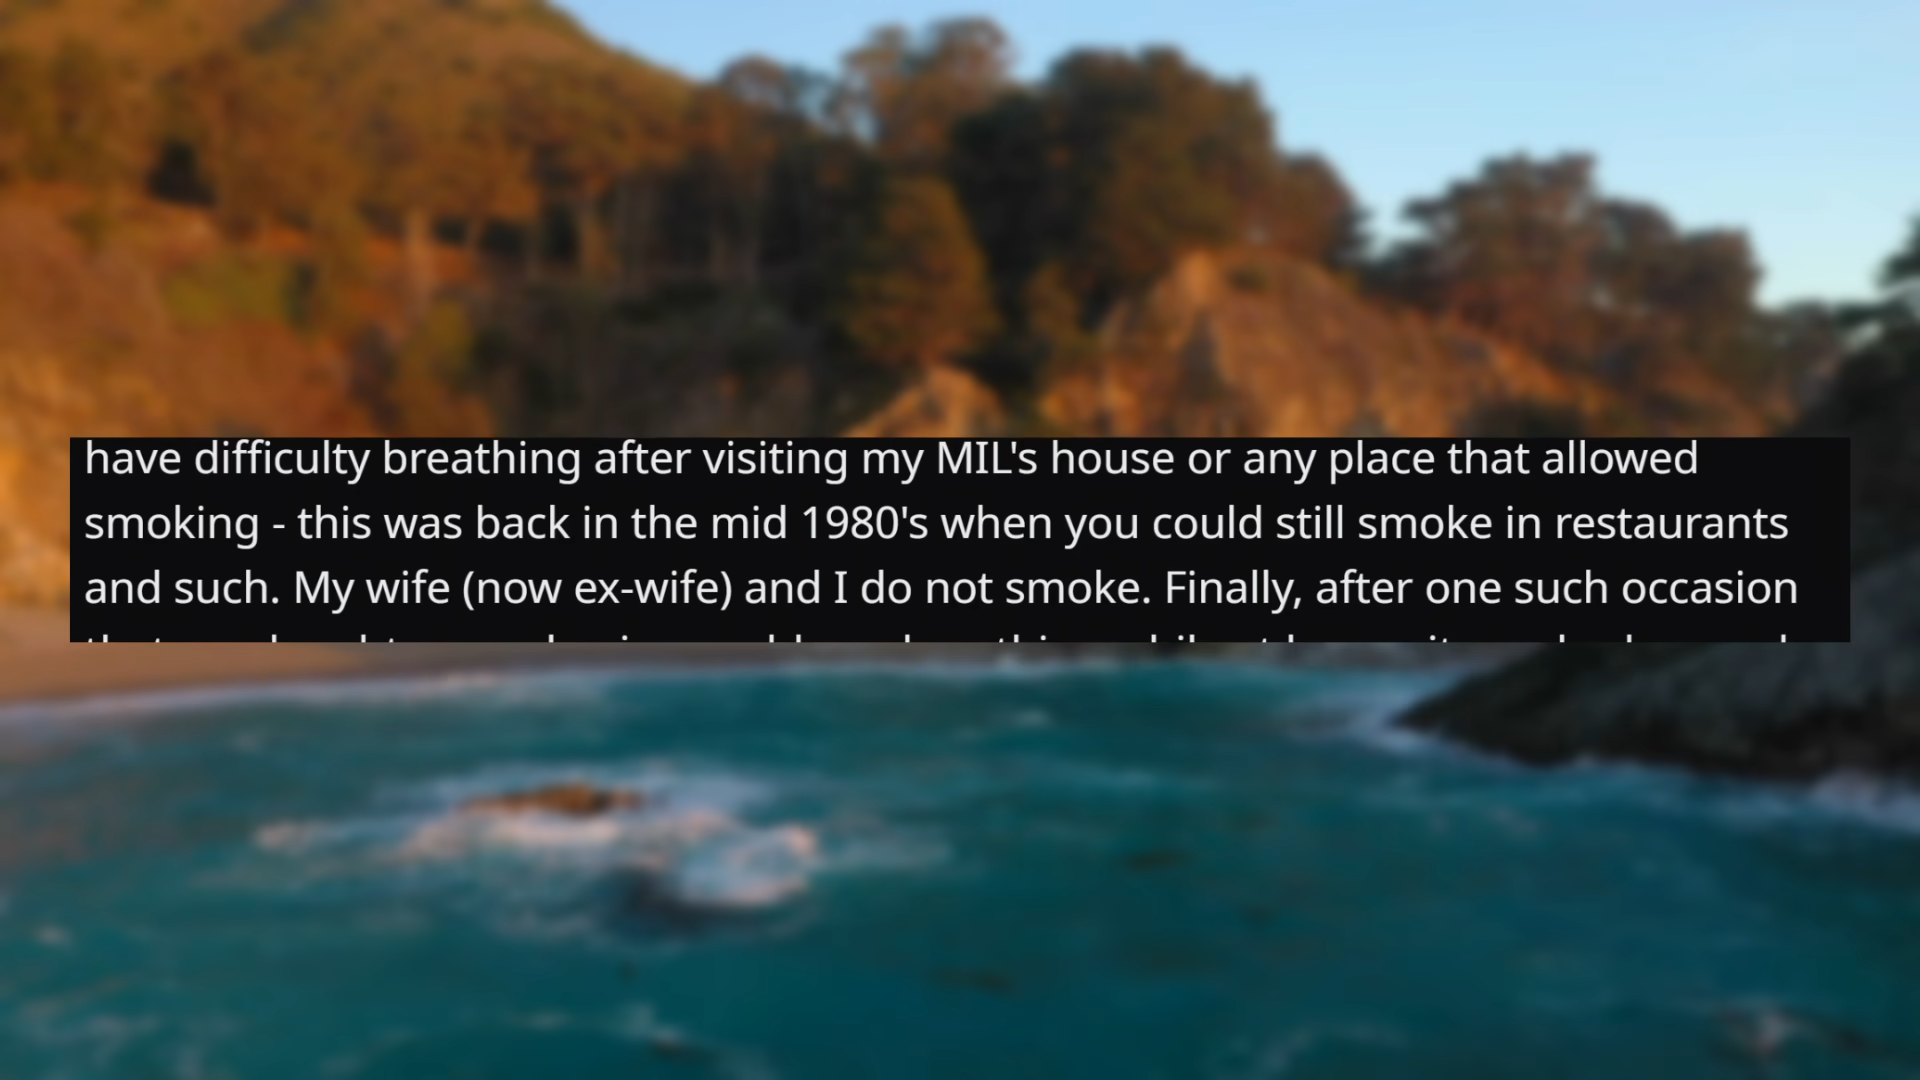 have difficulty breathing after visiting my MIL's house or any place that allowed
smoking - this was back in the mid 1980's when you could still smoke in restaurants
and such. My wife (now ex-wife) and I do not smoke. Finally, after one such occasion